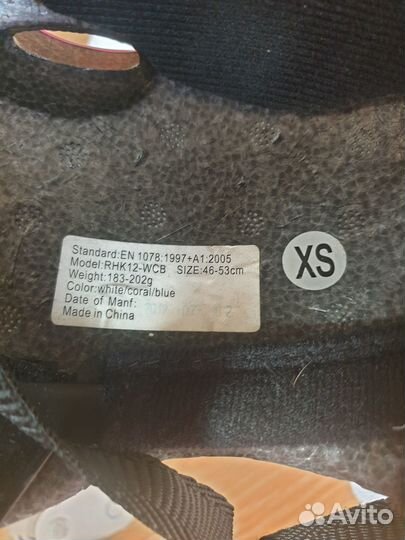 Standard:EN 1078:1997+A1:2005
Model:RHK12-WCB SIZE:46-53cm
Weight:183-202g
Color:white/coral/blue
Date of Manf:
Made in China
XS
Avito